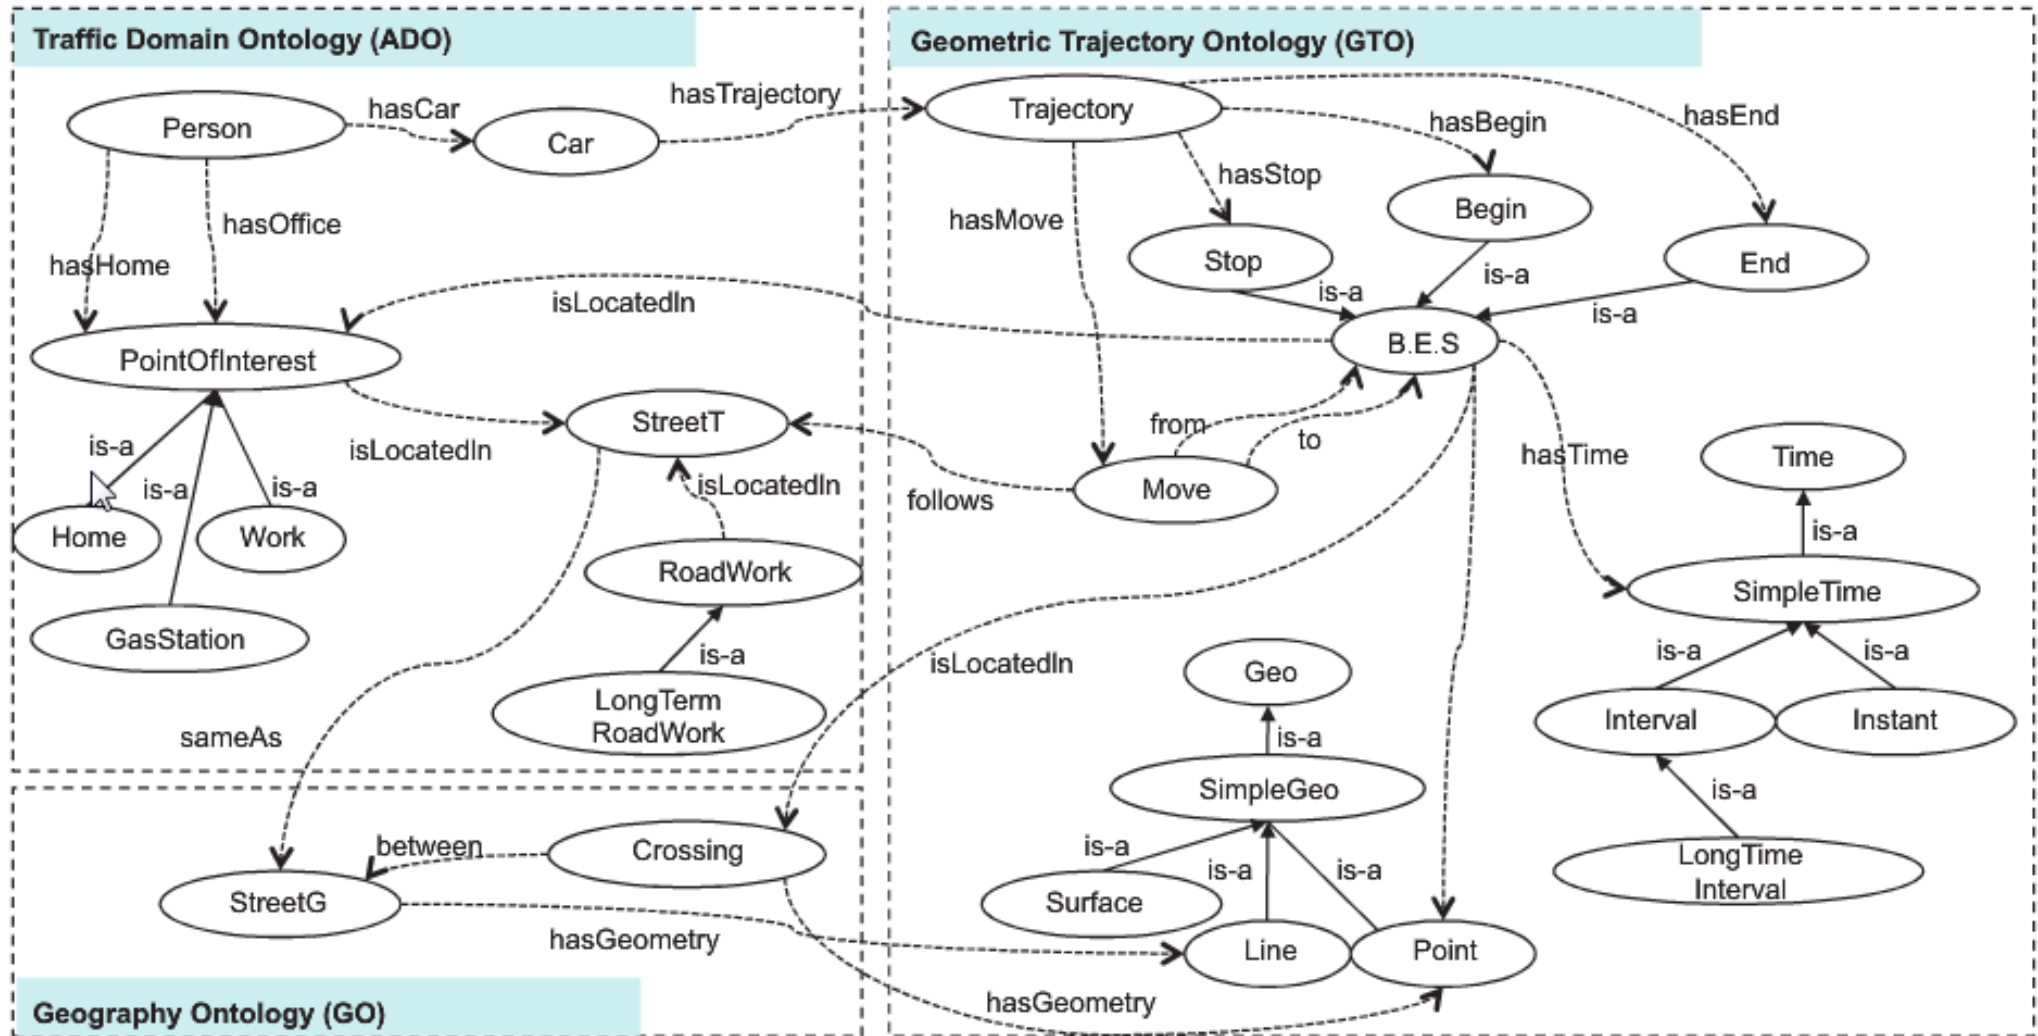 Traffic Domain Ontology (ADO)
Person
hasCar
Car
hasTrajectory
hasOffice
hasHome
PointOfInterest
isLocatedIn
is-a
is-a
is-a
Home
Work
GasStation
isLocatedIn
StreetT
isLocatedIn
RoadWork
is-a
LongTerm
RoadWork
sameAs
Geometric Trajectory Ontology (GTO)
Trajectory
hasBegin
hasEnd
hasStop
hasMove
Begin
Stop
End
is-a
is-a
is-a
B.E.S
from
to
hasTime
Move
follows
Time
is-a
SimpleTime
is-a
is-a
Interval
Instant
is-a
LongTime
Interval
isLocatedIn
Geo
is-a
SimpleGeo
is-a
is-a
is-a
Surface
Line
Point
between
Crossing
StreetG
hasGeometry
hasGeometry
Geography Ontology (GO)